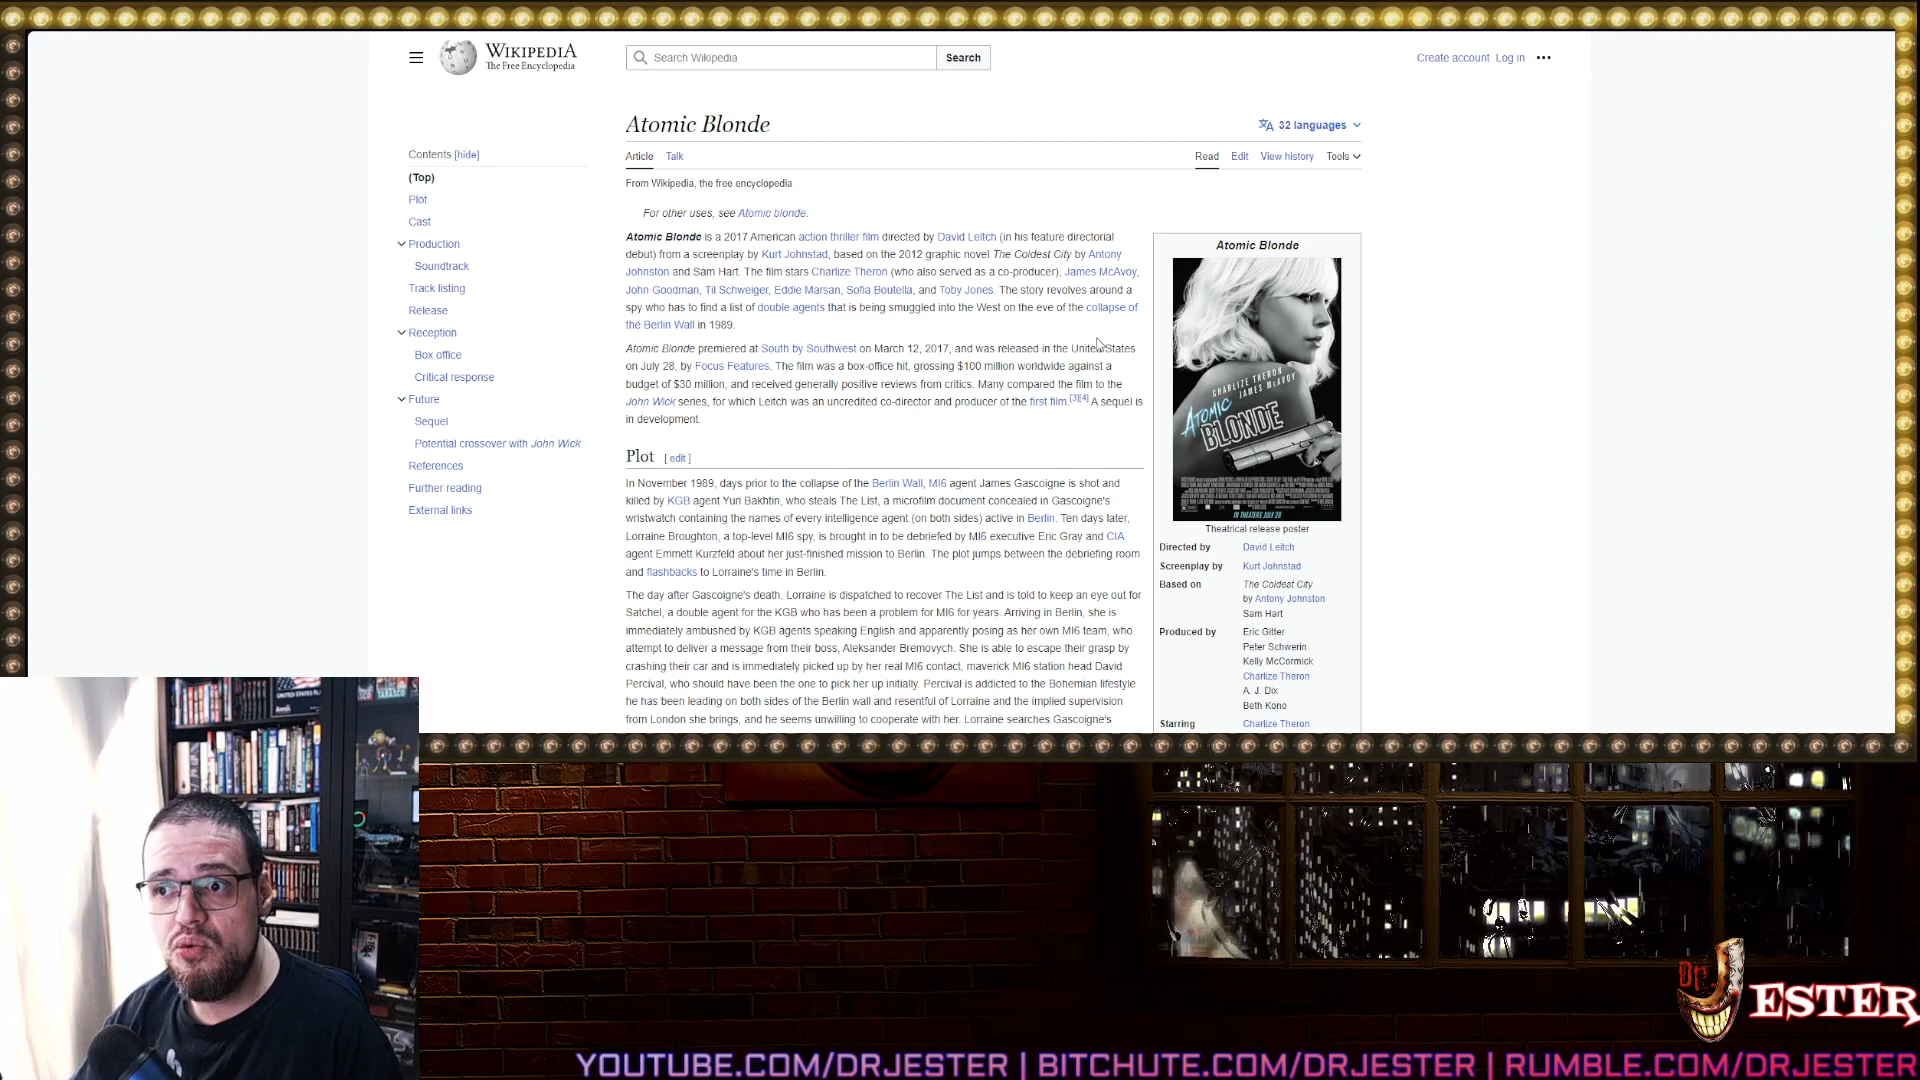 WIKIPEDIA
The Free Encyclopedia
Search Wikipedia
Search
Create account Log in
Atomic Blonde
32 languages
Contents [hide]
(Top)
Plot
Cast
Production
Soundtrack
Track listing
Release
Reception
Box office
Critical response
Future
Sequel
Potential crossover with John Wick
References
Further reading
External links
Article Talk
Read Edit View history Tools
From Wikipedia, the free encyclopedia
For other uses, see Atomic blonde.
Atomic Blonde is a 2017 American action thriller film directed by David Leitch (in his feature directorial
debut) from a screenplay by Kurt Johnstad, based on the 2012 graphic novel The Coldest City by Antony
Johnston and Sam Hart. The film stars Charlize Theron (who also served as a co-producer), James McAvoy,
John Goodman, Til Schweiger, Eddie Marsan, Sofia Boutella, and Toby Jones. The story revolves around a
spy who has to find a list of double agents that is being smuggled into the West on the eve of the collapse of
the Berlin Wall in 1989.
Atomic Blonde premiered at South by Southwest on March 12, 2017, and was released in the United States
on July 28, by Focus Features. The film was a box-office hit, grossing $100 million worldwide against a
budget of $30 million, and received generally positive reviews from critics. Many compared the film to the
John Wick series, for which Leitch was an uncredited co-director and producer of the first film.[3][4] A sequel is
in development.
Plot [ edit ]
In November 1989, days prior to the collapse of the Berlin Wall, MI6 agent James Gascoigne is shot and
killed by KGB agent Yuri Bakhtin, who steals The List, a microfilm document concealed in Gascoigne's
wristwatch containing the names of every intelligence agent (on both sides) active in Berlin. Ten days later,
Lorraine Broughton, a top-level MI6 spy, is brought in to be debriefed by MI6 executive Eric Gray and CIA
agent Emmett Kurzfeld about her just-finished mission to Berlin. The plot jumps between the debriefing room
and flashbacks to Lorraine's time in Berlin.
The day after Gascoigne's death, Lorraine is dispatched to recover The List and is told to keep an eye out for
Satchel, a double agent for the KGB who has been a problem for MI6 for years. Arriving in Berlin, she is
immediately ambushed by KGB agents speaking English and apparently posing as her own MI6 team, who
attempt to deliver a message from their boss, Aleksander Bremovych. She is able to escape their grasp by
crashing their car and is immediately picked up by her real MI6 contact, maverick MI6 station head David
Percival, who should have been the one to pick her up initially. Percival is addicted to the Bohemian lifestyle
he has been leading on both sides of the Berlin wall and resentful of Lorraine and the implied supervision
from London she brings, and he seems unwilling to cooperate with her. Lorraine searches Gascoigne's
Atomic Blonde
CHARLIZE THERON
JAMES McAVOY
ATOMIC
BLONDE
IN THEATERS JULY 28
Theatrical release poster
Directed by David Leitch
Screenplay by Kurt Johnstad
Based on The Coldest City
by Antony Johnston
Sam Hart
Produced by Eric Gitter
Peter Schwerin
Kelly McCormick
Charlize Theron
A. J. Dix
Beth Kono
Starring Charlize Theron
Dr JESTER
YOUTUBE.COM/DRJESTER | BITCHUTE.COM/DRJESTER | RUMBLE.COM/DRJESTER